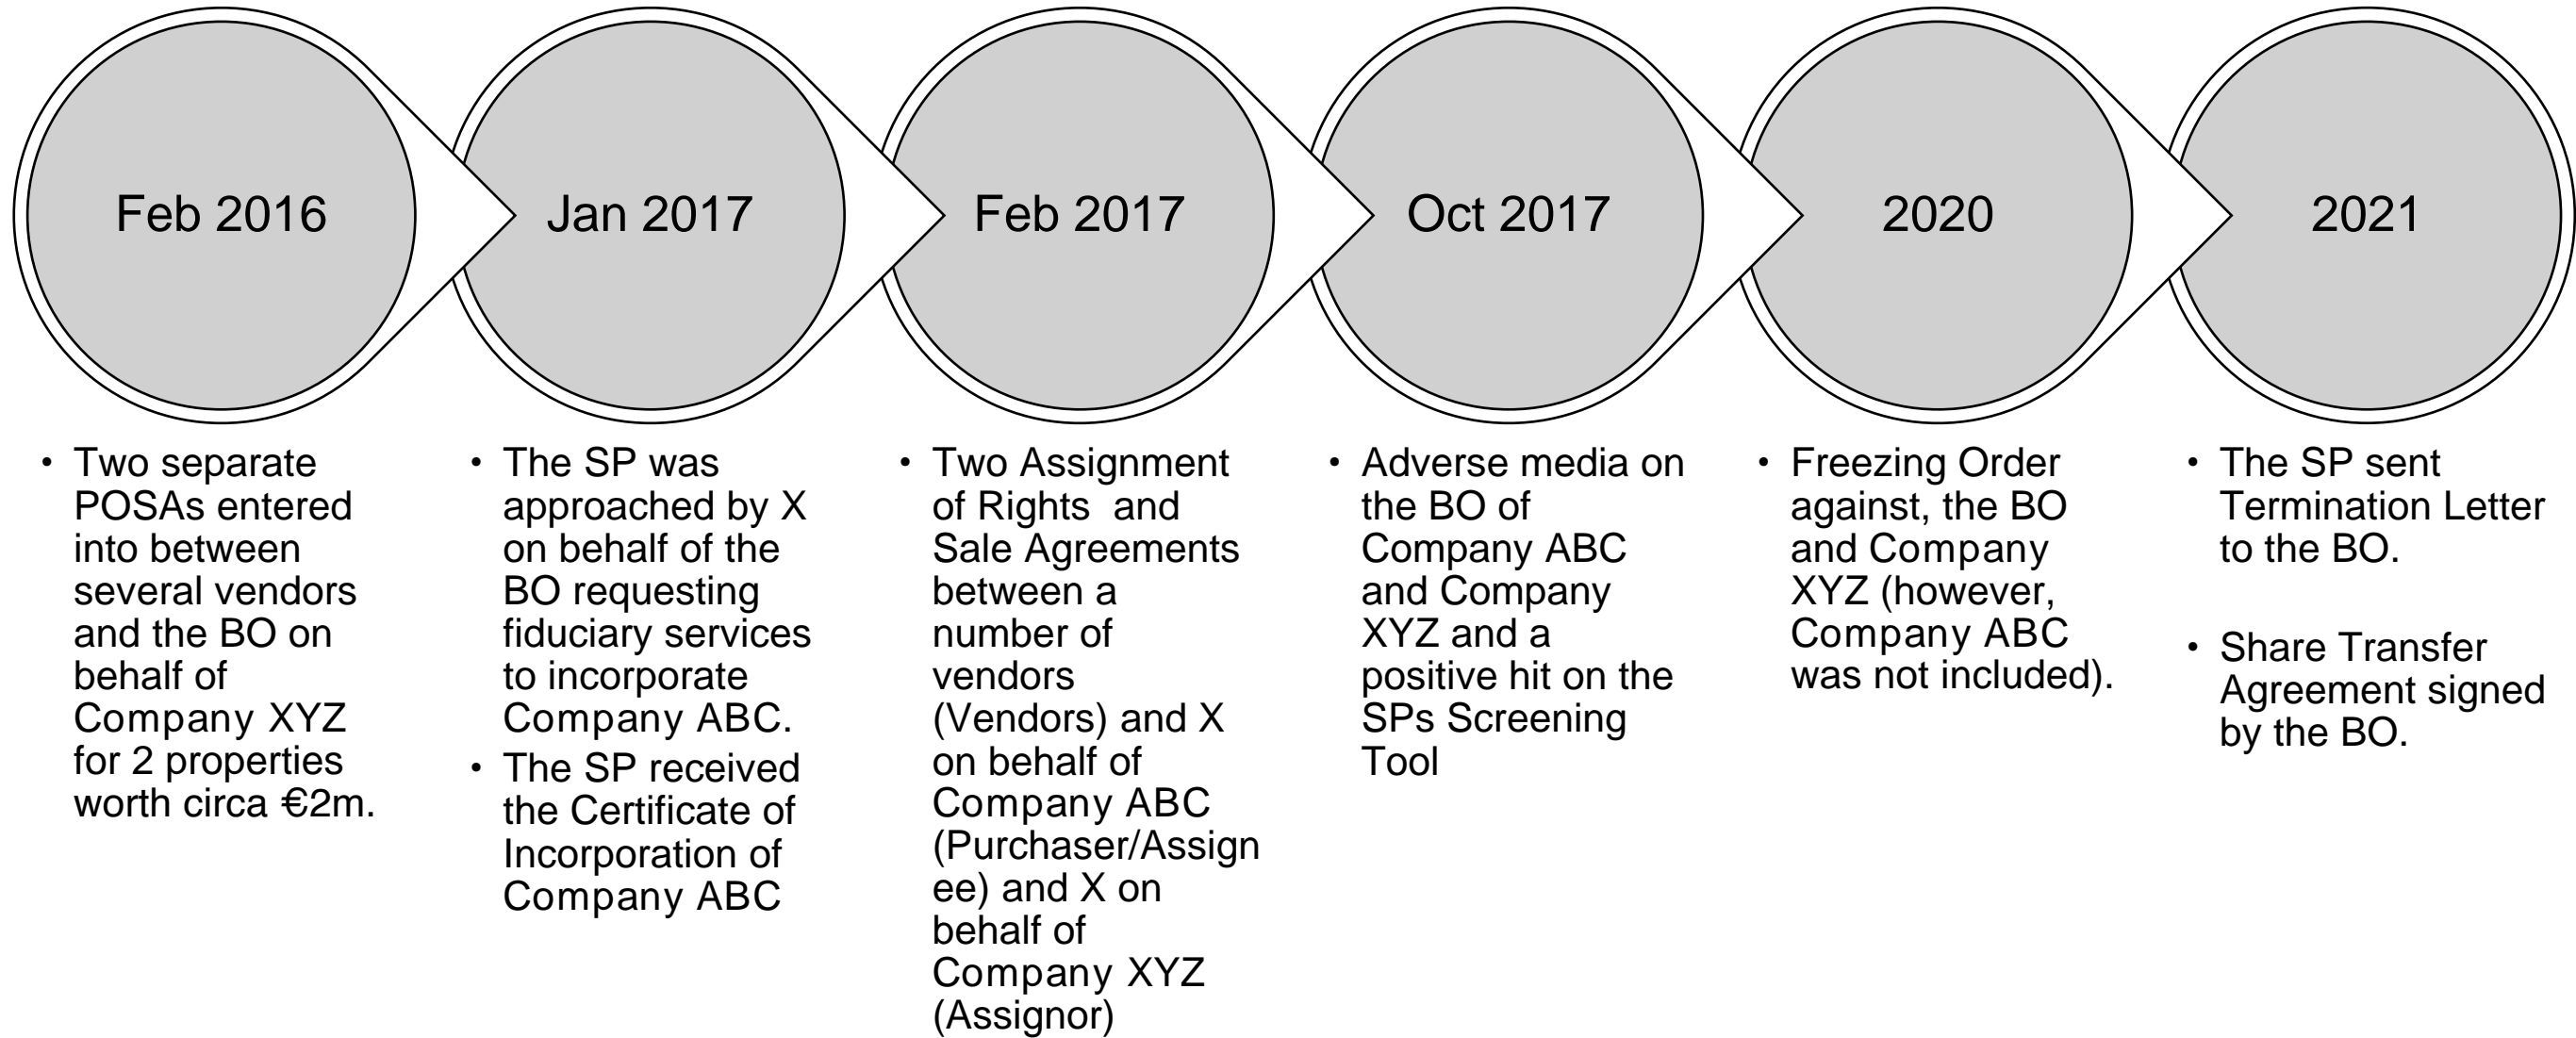 Feb 2016
Jan 2017
Feb 2017
Oct 2017
2020
2021
• Two separate
POSAs entered
into between
several vendors
and the BO on
behalf of
Company XYZ
for 2 properties
worth circa €2m.
• The SP was
approached by X
on behalf of the
BO requesting
fiduciary services
to incorporate
Company ABC.
• The SP received
the Certificate of
Incorporation of
Company ABC
• Two Assignment
of Rights and
Sale Agreements
between a
number of
vendors
(Vendors) and X
on behalf of
Company ABC
(Purchaser/Assign
ee) and X on
behalf of
Company XYZ
(Assignor)
• Adverse media on
the BO of
Company ABC
and Company
XYZ and a
positive hit on the
SPs Screening
Tool
• Freezing Order
against, the BO
and Company
XYZ (however,
Company ABC
was not included).
• The SP sent
Termination Letter
to the BO.
• Share Transfer
Agreement signed
by the BO.